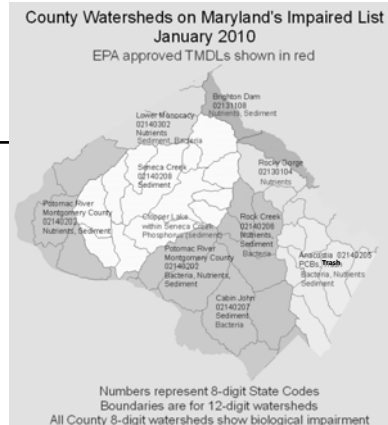 County Watersheds on Maryland's Impaired List
January 2010
EPA approved TMDLs shown in red
Brighton Dam
02131108
Nutrients, Sediment
Lower Monocacy
02140302
Nutrients
Sediment, Bacteria
Seneca Creek
02140208
Sediment
Rocky Gorge
02130104
Nutrients
Potomac River
Montgomery County
02140202
Nutrients, Sediment
Clopper Lake
within Seneca Creek
Phosphorus (sediment)
Rock Creek
02140206
Nutrients,
Sediment
Bacteria
Potomac River
Montgomery County
02140202
Bacteria, Nutrients,
Sediment
Anacostia 02140205
PCBs, Trash
Bacteria, Nutrients
Sediment
Cabin John
02140207
Sediment
Bacteria
Numbers represent 8-digit State Codes
Boundaries are for 12-digit watersheds
All County 8-digit watersheds show biological impairment